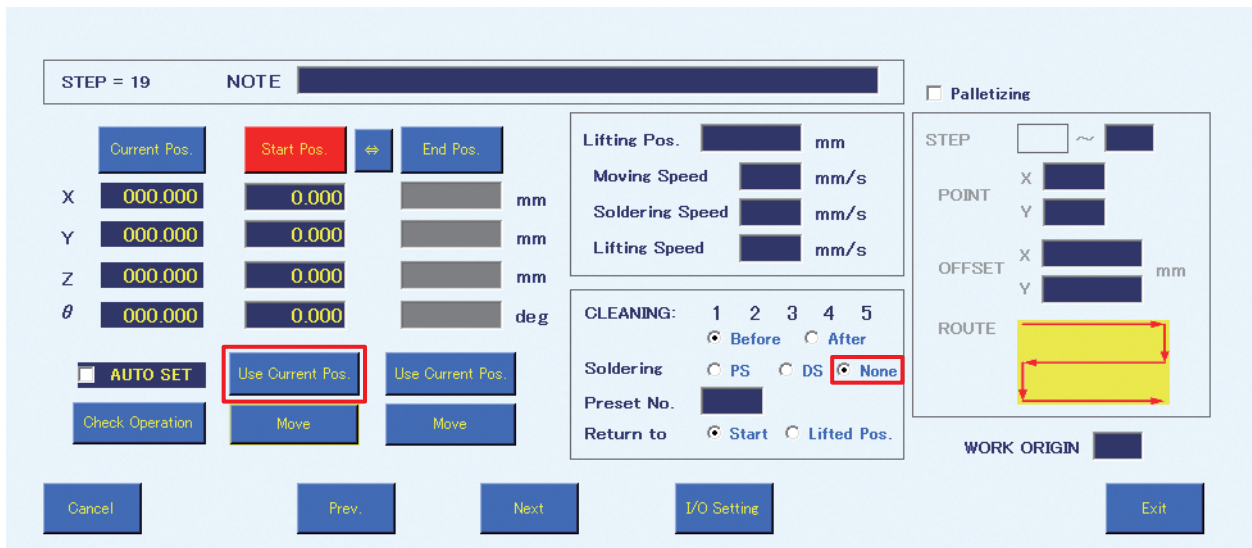 STEP = 19 NOTE
Palletizing
Current Pos. Start Pos. ⇔ End Pos.
X 000.000 0.000 mm
Y 000.000 0.000 mm
Z 000.000 0.000 mm
θ 000.000 0.000 deg
AUTO SET Use Current Pos. Use Current Pos.
Check Operation Move Move
Lifting Pos. mm
Moving Speed mm/s
Soldering Speed mm/s
Lifting Speed mm/s
CLEANING: 1 2 3 4 5
Before After
Soldering PS DS None
Preset No.
Return to Start Lifted Pos.
STEP ~
POINT X
Y
OFFSET X
Y mm
ROUTE
WORK ORIGIN
Cancel Prev. Next I/O Setting Exit